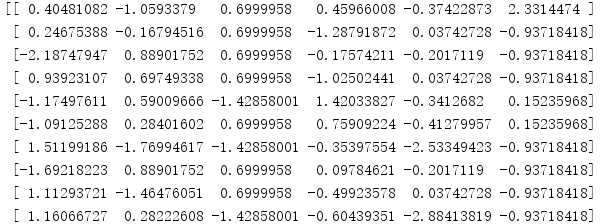 [[ 0.40481082 -1.0593379   0.6999958   0.45966008 -0.37422873  2.3314474 ]
 [ 0.24675388 -0.16794516  0.6999958  -1.28791872  0.03742728 -0.93718418]
 [-2.18747947  0.88901752  0.6999958  -0.17574211 -0.2017119  -0.93718418]
 [ 0.93923107  0.69749338  0.6999958  -1.02502441  0.03742728 -0.93718418]
 [-1.17497611  0.59009666 -1.42858001  1.42033827 -0.3412682   0.15235968]
 [-1.09125288  0.28401602  0.6999958   0.75909224 -0.41279957  0.15235968]
 [ 1.51199186 -1.76994617 -1.42858001 -0.35397554 -2.53349423 -0.93718418]
 [-1.69218223  0.88901752  0.6999958   0.09784621 -0.2017119  -0.93718418]
 [ 1.11293721 -1.46476051  0.6999958  -0.49923578  0.03742728 -0.93718418]
 [ 1.16066727  0.28222608 -1.42858001 -0.60439351 -2.88413819 -0.93718418]